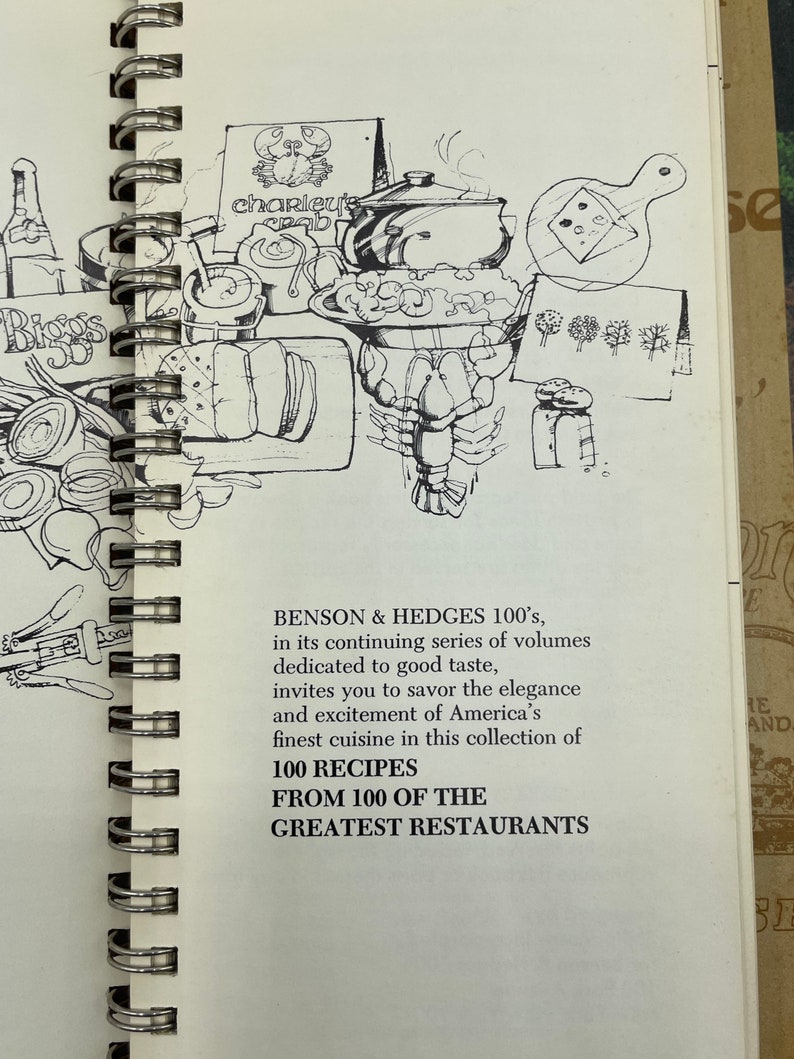 charley's
crab
Biggs
BENSON & HEDGES 100's,
in its continuing series of volumes
dedicated to good taste,
invites you to savor the elegance
and excitement of America's
finest cuisine in this collection of
100 RECIPES
FROM 100 OF THE
GREATEST RESTAURANTS